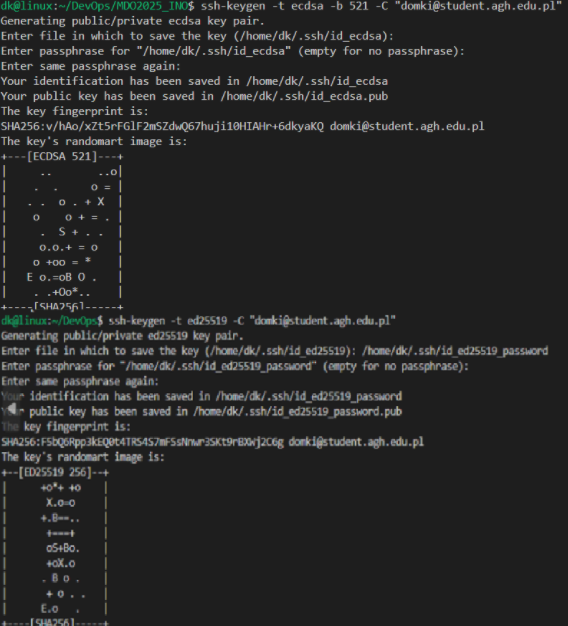 dk@linux:~/DevOps/MDO2025_INO$ ssh-keygen -t ecdsa -b 521 -C "domki@student.agh.edu.pl"
Generating public/private ecdsa key pair.
Enter file in which to save the key (/home/dk/.ssh/id_ecdsa):
Enter passphrase for "/home/dk/.ssh/id_ecdsa" (empty for no passphrase):
Enter same passphrase again:
Your identification has been saved in /home/dk/.ssh/id_ecdsa
Your public key has been saved in /home/dk/.ssh/id_ecdsa.pub
The key fingerprint is:
SHA256:v/hAo/xZt5rFGlF2mSZdwQ67huji10HIAHr+6dkyaKQ domki@student.agh.edu.pl
The key's randomart image is:
+---[ECDSA 521]---+
|     ..       ..o|
|    .  .     o = |
|   . .  o . + X  |
|    o    o + = . |
|     .  S + . .  |
|     o.o.+ = o   |
|    o +oo = *    |
|   E o.=oB O .   |
|    . .+Oo*..    |
+----[SHA256]-----+
dk@linux:~/DevOps$ ssh-keygen -t ed25519 -C "domki@student.agh.edu.pl"
Generating public/private ed25519 key pair.
Enter file in which to save the key (/home/dk/.ssh/id_ed25519): /home/dk/.ssh/id_ed25519_password
Enter passphrase for "/home/dk/.ssh/id_ed25519_password" (empty for no passphrase):
Enter same passphrase again:
Your identification has been saved in /home/dk/.ssh/id_ed25519_password
Your public key has been saved in /home/dk/.ssh/id_ed25519_password.pub
The key fingerprint is:
domki@student.agh.edu.pl
The key's randomart image is:
+--[ED25519 256]--+
|     +o*+ +o     |
|      X.o=o      |
|     +.B==..     |
|      +===+      |
|      oS+Bo.     |
|      +oX.o      |
|     . B o .     |
|      + o . .    |
|     E.o   .     |
+----[SHA256]-----+